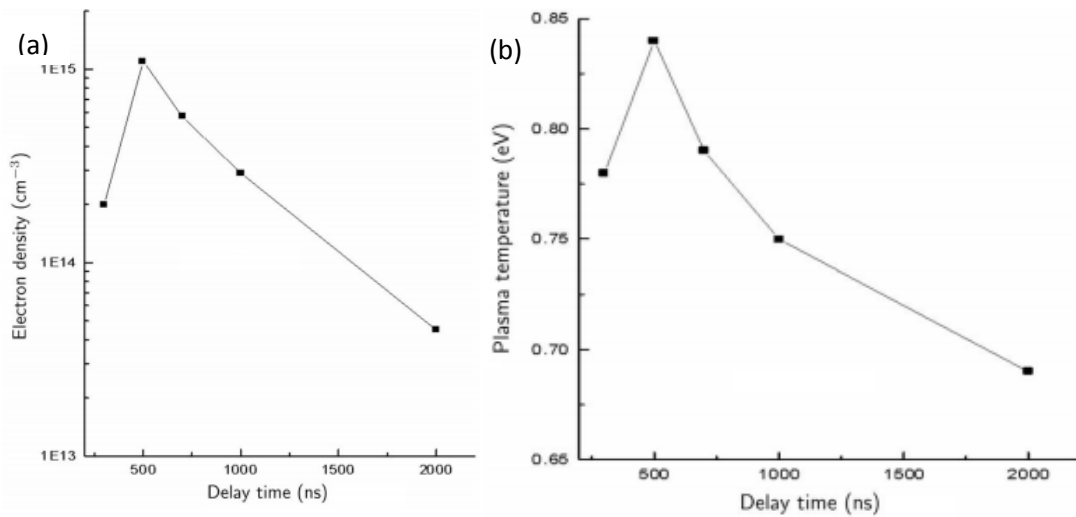 (a)
1E15
1E14
1E13
Electron density (cm⁻³)
500
1000
1500
2000
Delay time (ns)
(b)
0.85
0.80
0.75
0.70
0.65
Plasma temperature (eV)
500
1000
1500
2000
Delay time (ns)